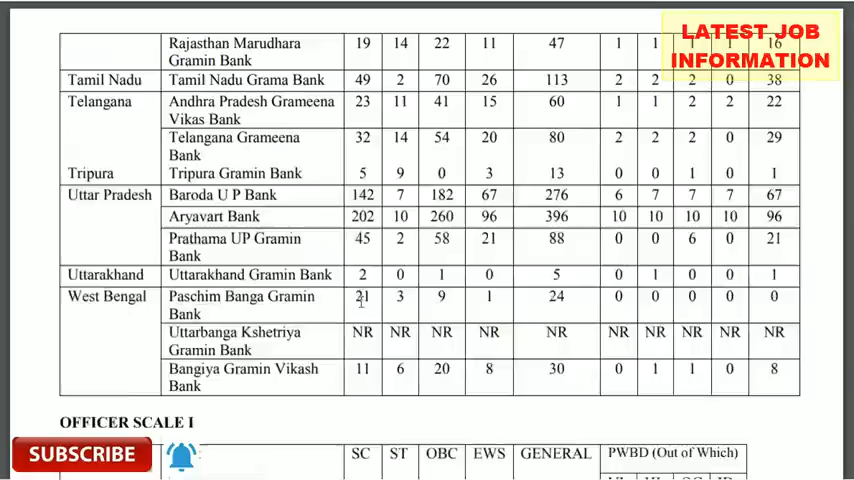 Rajasthan Marudhara Gramin Bank 19 14 22 11 47 1 1 1 1 16
LATEST JOB INFORMATION
Tamil Nadu Tamil Nadu Grama Bank 49 2 70 26 113 2 2 2 0 38
Telangana Andhra Pradesh Grameena Vikas Bank 23 11 41 15 60 1 1 2 2 22
Telangana Grameena Bank 32 14 54 20 80 2 2 2 0 29
Tripura Tripura Gramin Bank 5 9 0 3 13 0 0 1 0 1
Uttar Pradesh Baroda U P Bank 142 7 182 67 276 6 7 7 7 67
Aryavart Bank 202 10 260 96 396 10 10 10 10 96
Prathama UP Gramin Bank 45 2 58 21 88 0 0 6 0 21
Uttarakhand Uttarakhand Gramin Bank 2 0 1 0 5 0 1 0 0 1
West Bengal Paschim Banga Gramin Bank 21 3 9 1 24 0 0 0 0 0
Uttarbanga Kshetriya Gramin Bank NR NR NR NR NR NR NR NR NR NR
Bangiya Gramin Vikash Bank 11 6 20 8 30 0 1 1 0 8
OFFICER SCALE I
SUBSCRIBE
SC ST OBC EWS GENERAL PWBD (Out of Which)